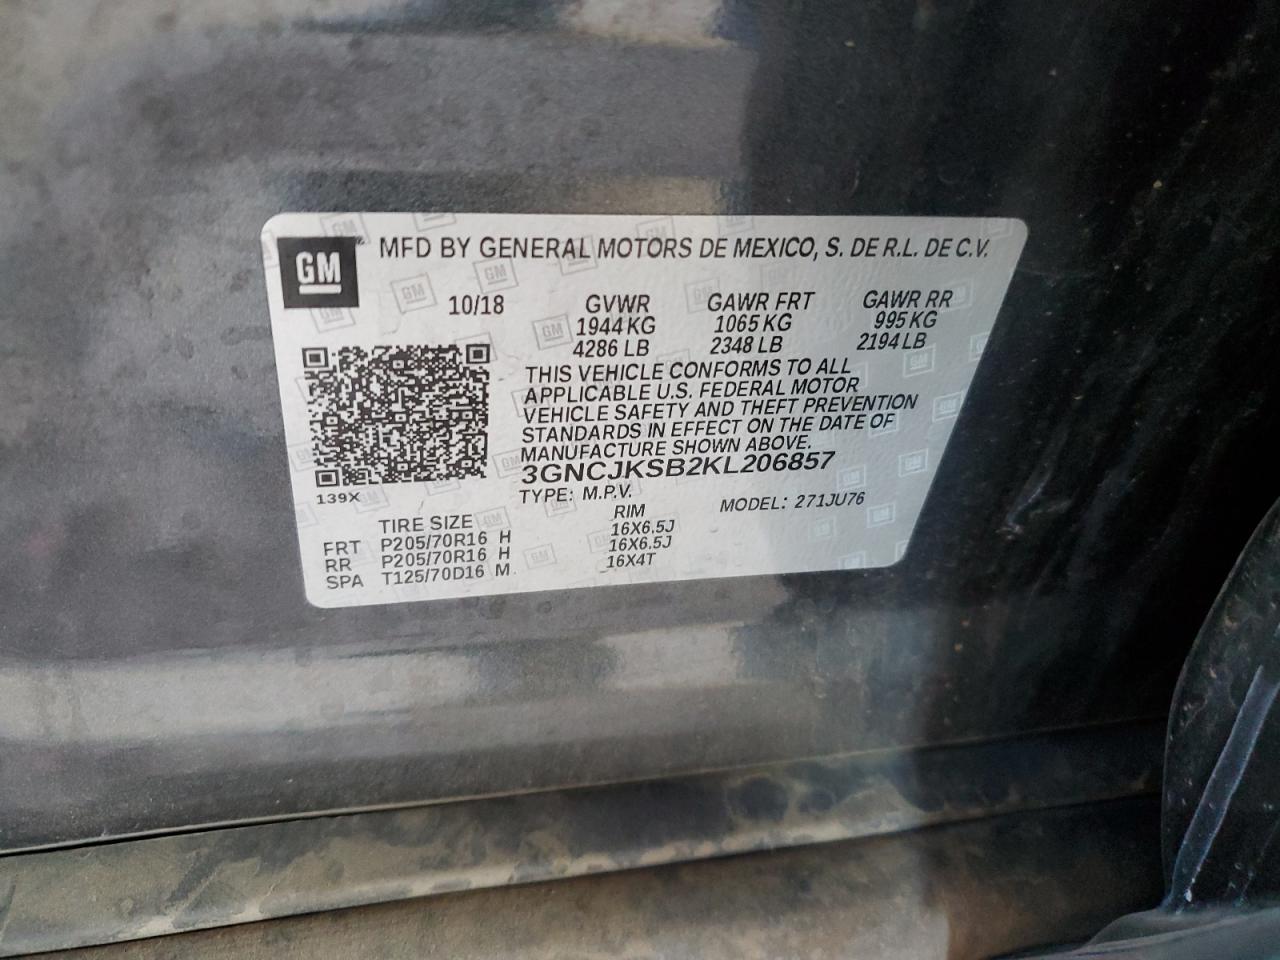 GM MFD BY GENERAL MOTORS DE MEXICO, S. DE R.L. DE C.V.
10/18 GVWR GAWR FRT GAWR RR
1944 KG 1065 KG 995 KG
4286 LB 2348 LB 2194 LB
THIS VEHICLE CONFORMS TO ALL
APPLICABLE U.S. FEDERAL MOTOR
VEHICLE SAFETY AND THEFT PREVENTION
STANDARDS IN EFFECT ON THE DATE OF
MANUFACTURE SHOWN ABOVE.
3GNCJKSB2KL206857
139X
TYPE: M.P.V. MODEL: 271JU76
TIRE SIZE RIM
FRT P205/70R16 H 16X6.5J
RR P205/70R16 H 16X6.5J
SPA T125/70D16 M 16X4T